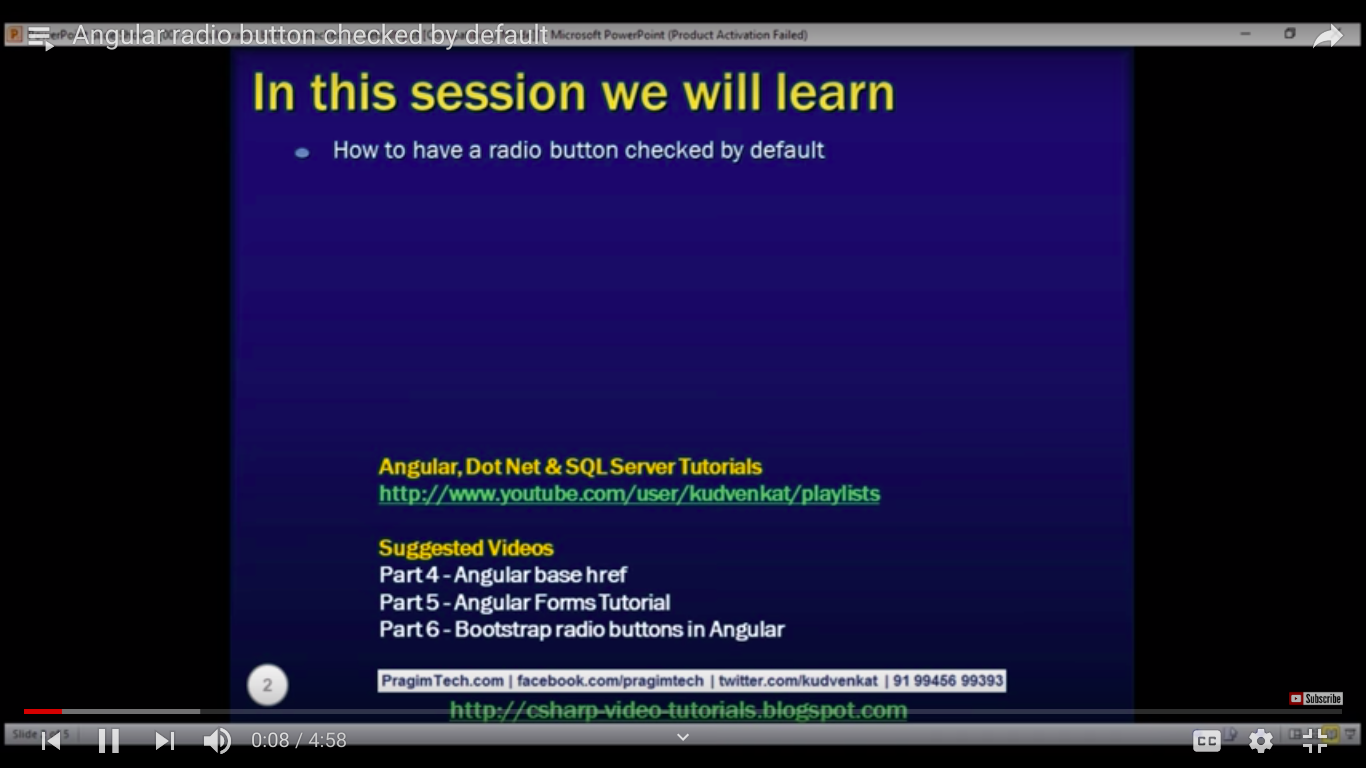 Angular radio button checked by default
Microsoft PowerPoint (Product Activation Failed)
In this session we will learn
How to have a radio button checked by default
Angular, Dot Net & SQL Server Tutorials
http://www.youtube.com/user/kudvenkat/playlists
Suggested Videos
Part 4 - Angular base href
Part 5 - Angular Forms Tutorial
Part 6 - Bootstrap radio buttons in Angular
2
PragimTech.com | facebook.com/pragimtech | twitter.com/kudvenkat | 91 99456 99393
http://csharp-video-tutorials.blogspot.com
Subscribe
Slide
0:08 / 4:58
CC